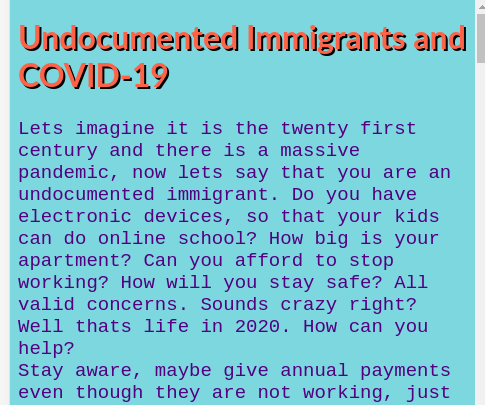 Undocumented Immigrants and
COVID-19
Lets imagine it is the twenty first
century and there is a massive
pandemic, now lets say that you are an
undocumented immigrant. Do you have
electronic devices, so that your kids
can do online school? How big is your
apartment? Can you afford to stop
working? How will you stay safe? All
valid concerns. Sounds crazy right?
Well thats life in 2020. How can you
help?
Stay aware, maybe give annual payments
even though they are not working, just